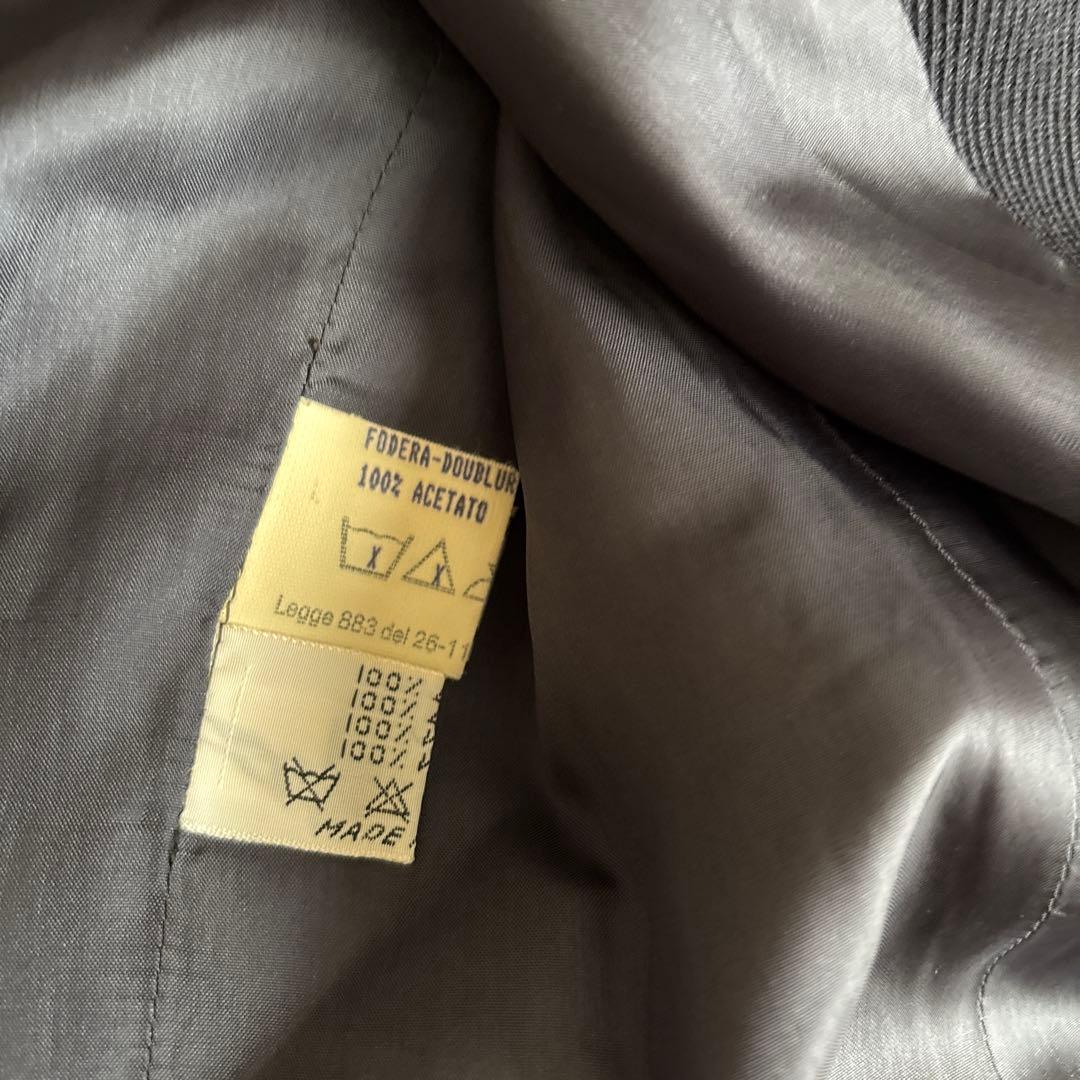 FODERA-DOUBLUR
100% ACETATO
Legge 883 del 26-11
100%
100%
100%
100%
MADE